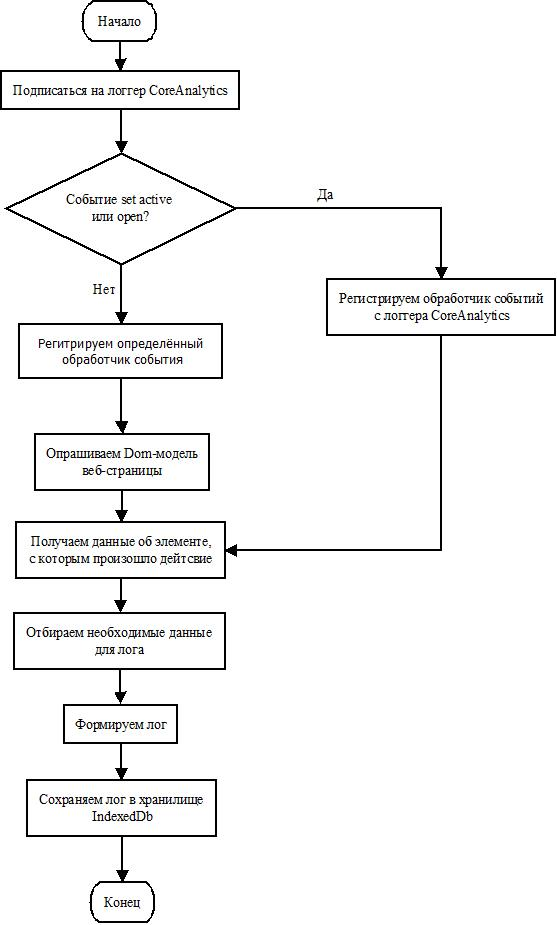 Начало
Подписаться на логгер CoreAnalytics
Событие set active
или open?
Да
Нет
Регистрируем обработчик событий
с логгера CoreAnalytics
Регитрируем определённый
обработчик события
Опрашиваем Dom-модель
веб-страницы
Получаем данные об элементе,
с которым произошло дейтсвие
Отбираем необходимые данные
для лога
Формируем лог
Сохраняем лог в хранилище
IndexedDb
Конец